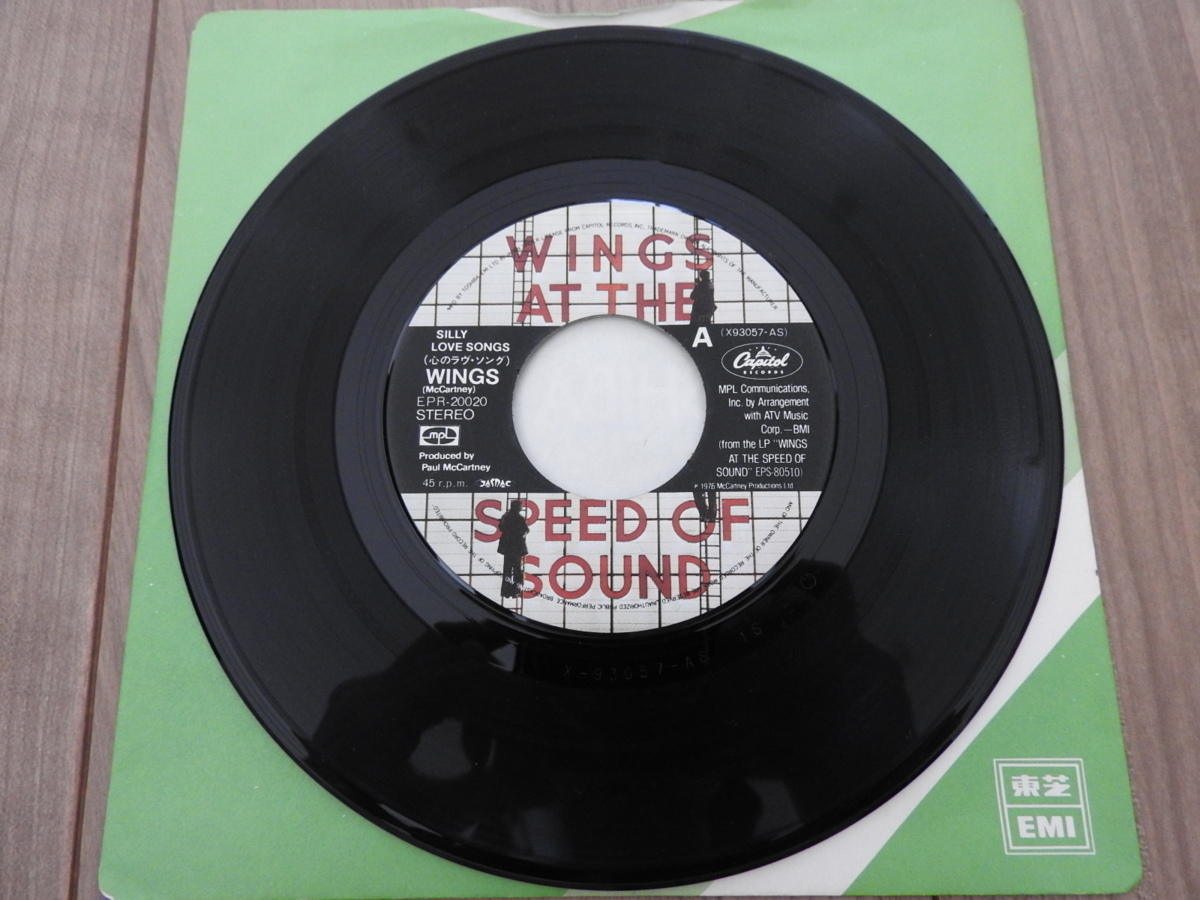 WINGS
AT THE
A
(X93057-AS)
SILLY
LOVE SONGS
(心のラヴ・ソング)
WINGS
(McCartney)
EPR-20020
STEREO
mpl
Produced by
Paul McCartney
45 r.p.m.
JASRAC
Capitol
RECORDS
MPL Communications,
Inc. by Arrangement
with ATV Music
Corp.—BMI
(from the LP "WINGS
AT THE SPEED OF
SOUND" EPS-80510)
℗ 1976 McCartney Productions Ltd
SPEED OF
SOUND
X-93057-AS 1S
東芝
EMI